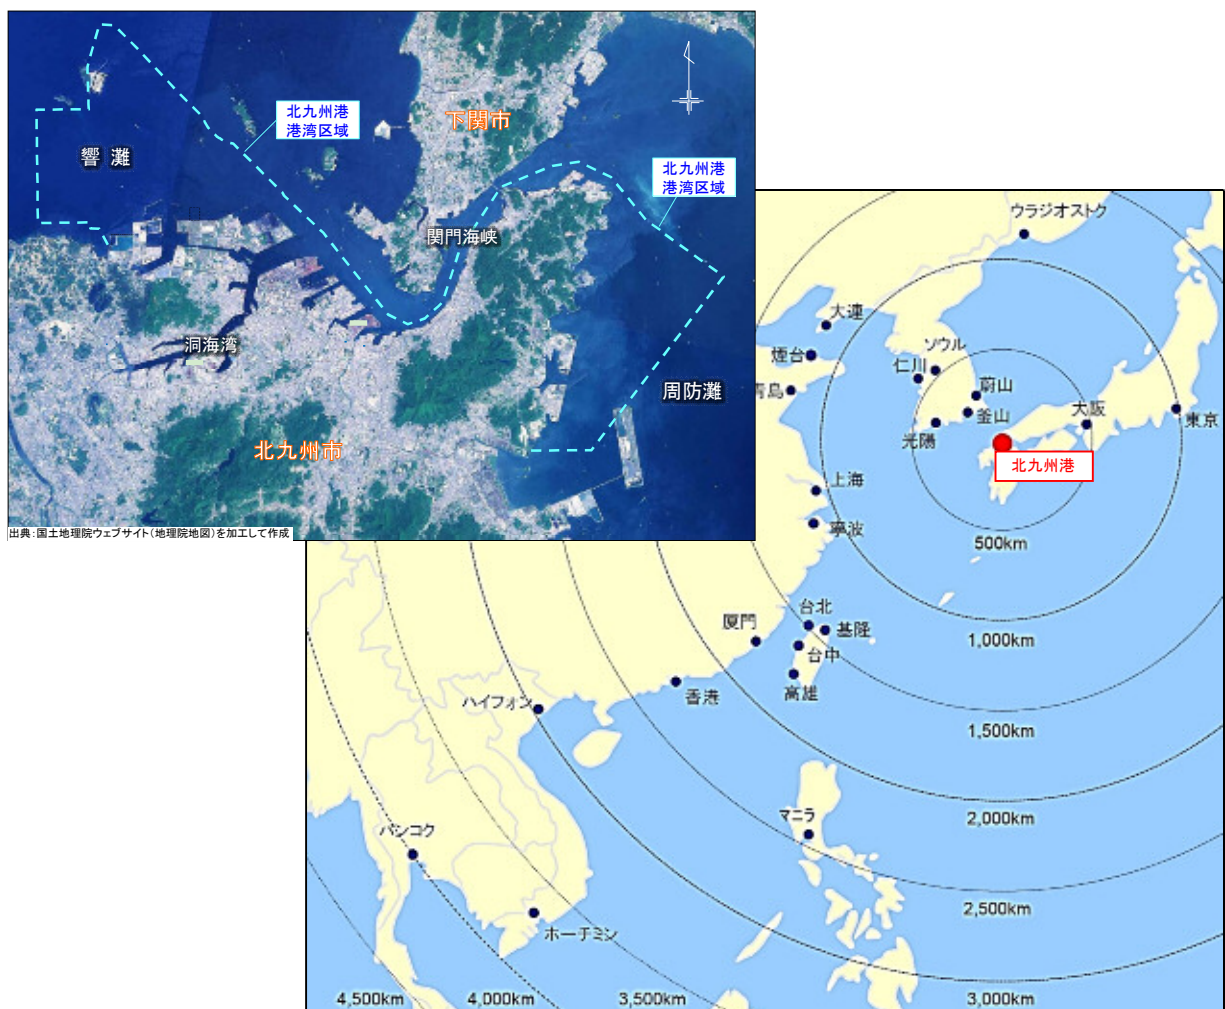 北九州港
港湾区域
下関市
響灘
北九州港
港湾区域
関門海峡
洞海湾
周防灘
北九州市
出典:国土地理院ウェブサイト(地理院地図)を加工して作成
ウラジオストク
大連
煙台
青島
ソウル
仁川
蔚山
釜山
光陽
大阪
東京
北九州港
上海
寧波
500km
台北
基隆
台中
高雄
厦門
香港
1,000km
ハイフォン
1,500km
マニラ
2,000km
バンコク
2,500km
ホーチミン
4,500km
4,000km
3,500km
3,000km